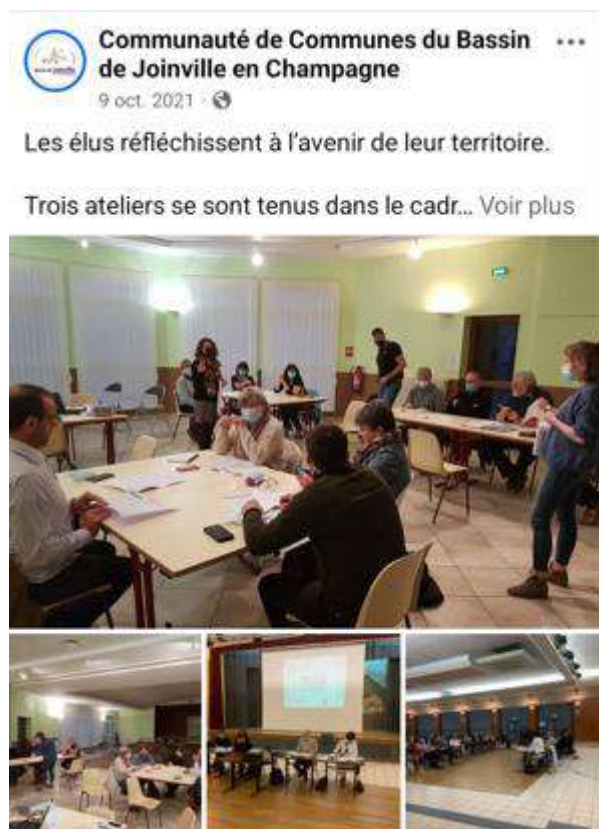 Communauté de Communes du Bassin
de Joinville en Champagne
9 oct. 2021
Les élus réfléchissent à l'avenir de leur territoire.
Trois ateliers se sont tenus dans le cadr... Voir plus